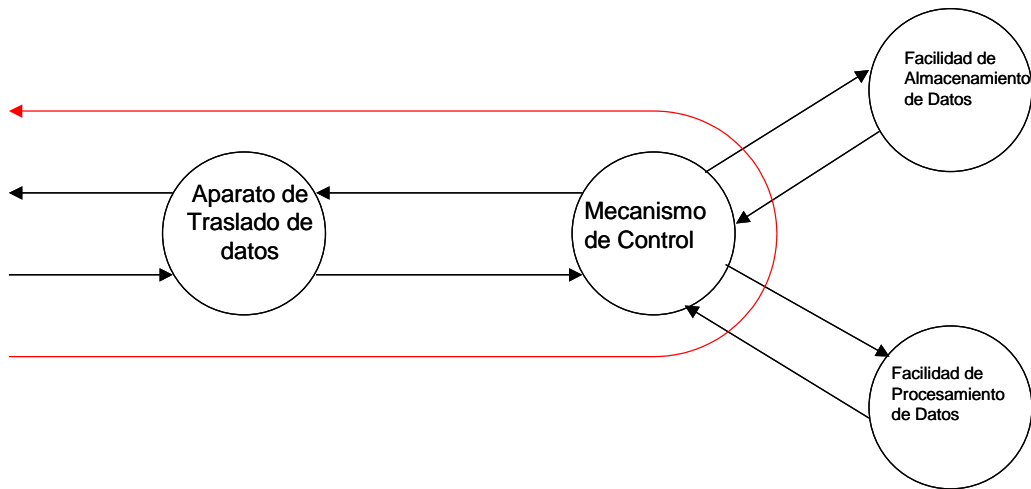 Facilidad de
Almacenamiento
de Datos
Aparato de
Traslado de
datos
Mecanismo
de Control
Facilidad de
Procesamiento
de Datos